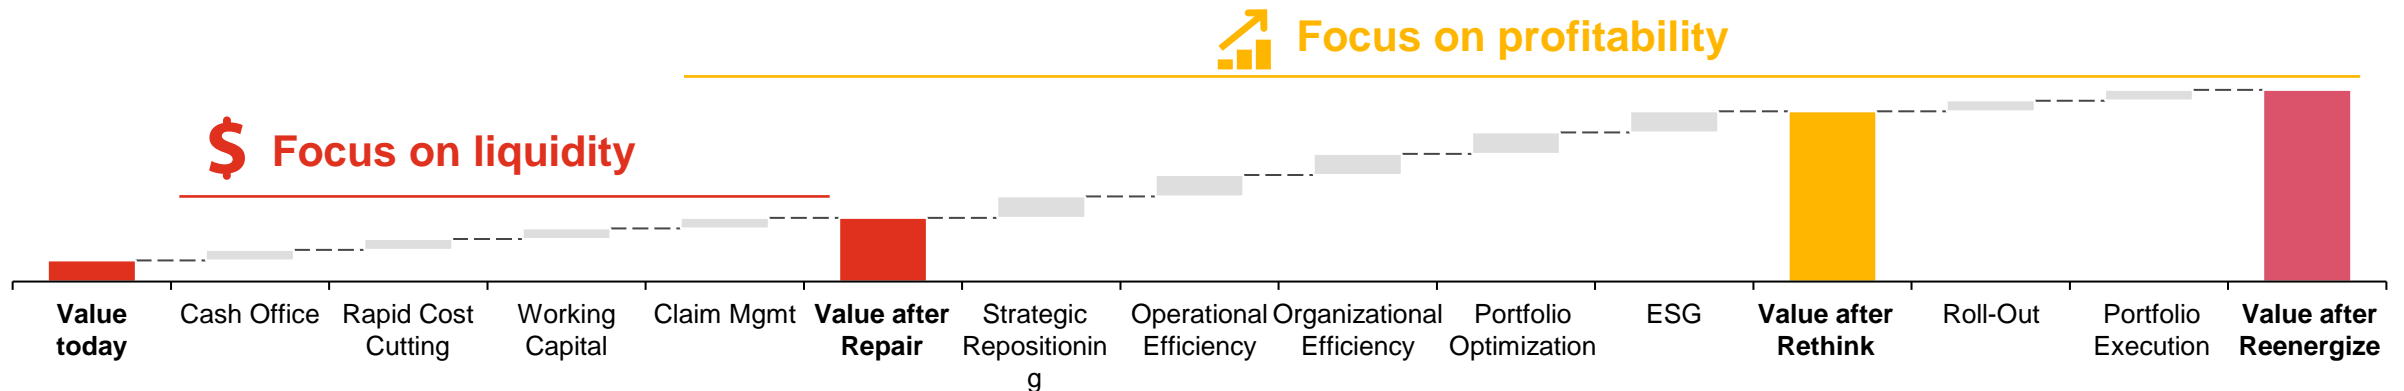 Focus on profitability
$ Focus on liquidity
Value
today
Cash Office
Rapid Cost
Cutting
Working
Capital
Claim Mgmt
Value after
Repair
Strategic
Repositionin
g
Operational
Efficiency
Organizational
Efficiency
Portfolio
Optimization
ESG
Value after
Rethink
Roll-Out
Portfolio
Execution
Value after
Reenergize